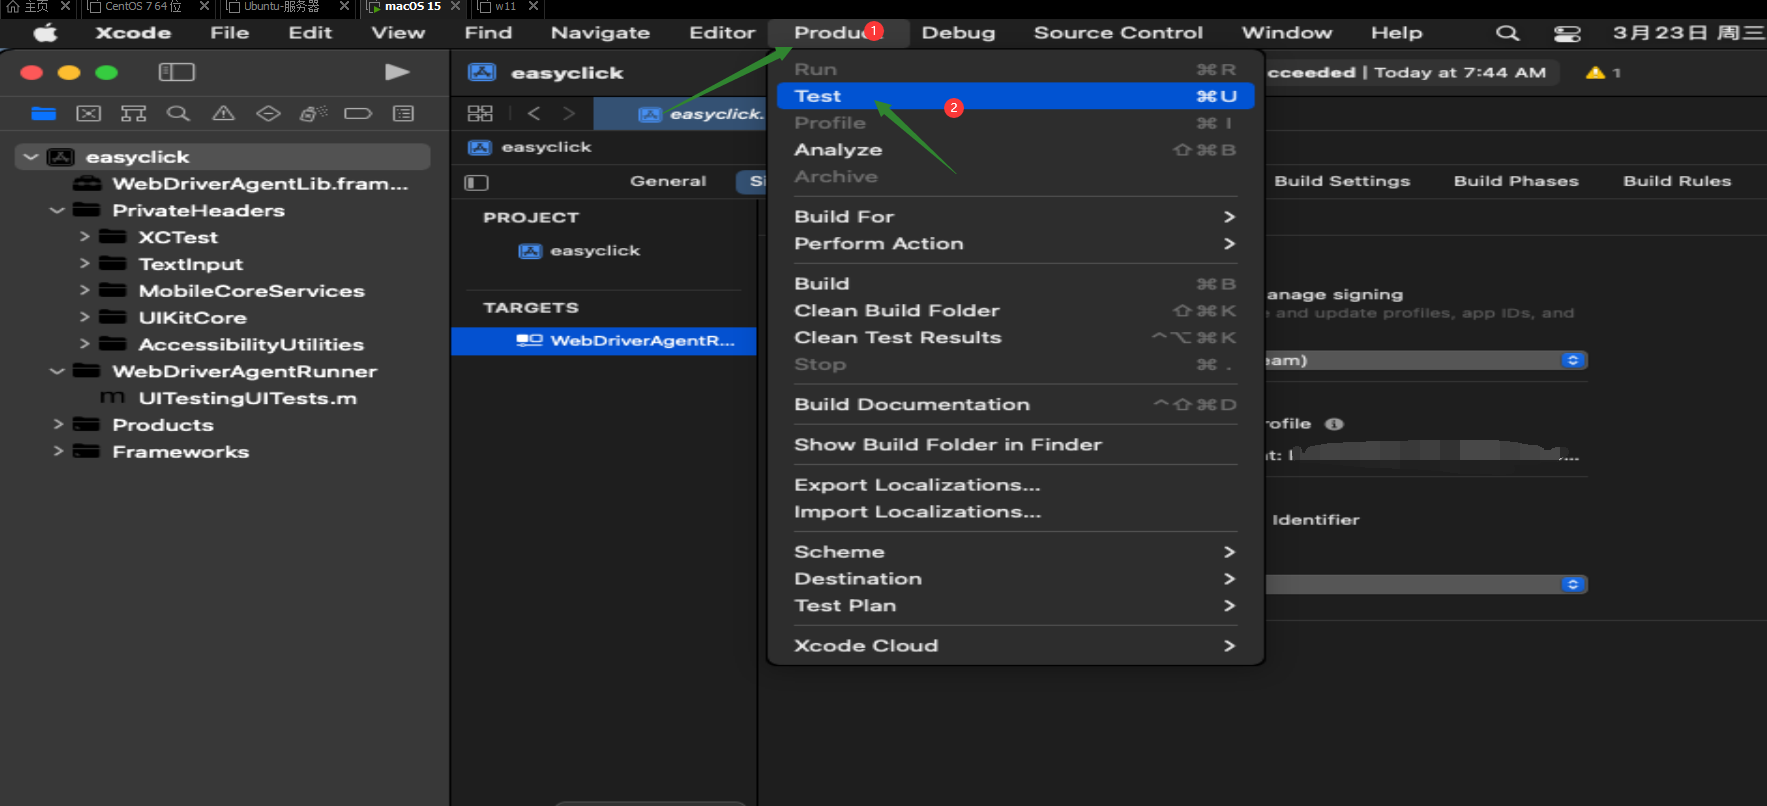 主页 CentOS 7 64 位 Ubuntu-服务器 macOS 15 w11
Xcode File Edit View Find Navigate Editor Produc 1 Debug Source Control Window Help 3月23日 周三
easyclick
cceeded | Today at 7:44 AM 1
easyclick.
easyclick
General Si Build Settings Build Phases Build Rules
easyclick
WebDriverAgentLib.fram...
PrivateHeaders
XCTest
TextInput
MobileCoreServices
UIKitCore
AccessibilityUtilities
WebDriverAgentRunner
m UITestingUITests.m
Products
Frameworks
PROJECT
easyclick
TARGETS
WebDriverAgentR...
Run ⌘R
Test ⌘U
2
Profile ⌘I
Analyze ⇧⌘B
Archive
Build For
Perform Action
Build ⌘B
Clean Build Folder ⇧⌘K
Clean Test Results ^⌥⌘K
Stop ⌘.
Build Documentation ^⇧⌘D
Show Build Folder in Finder
Export Localizations...
Import Localizations...
Scheme
Destination
Test Plan
Xcode Cloud
anage signing
e and update profiles, app IDs, and
eam)
rofile
t:
...
Identifier